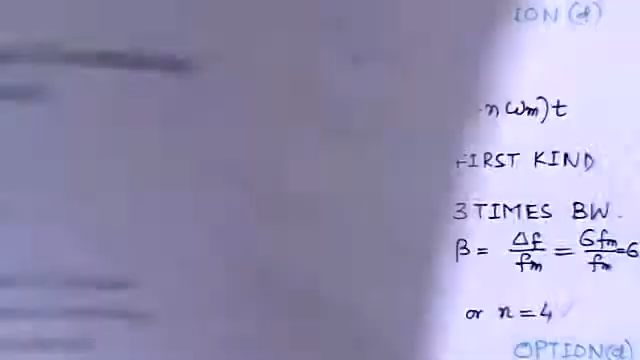 ION (d)
n ωm) t
FIRST KIND
3 TIMES BW.
β = Δf/fm = 6fm/fm = 6
or n = 4
OPTION (d)